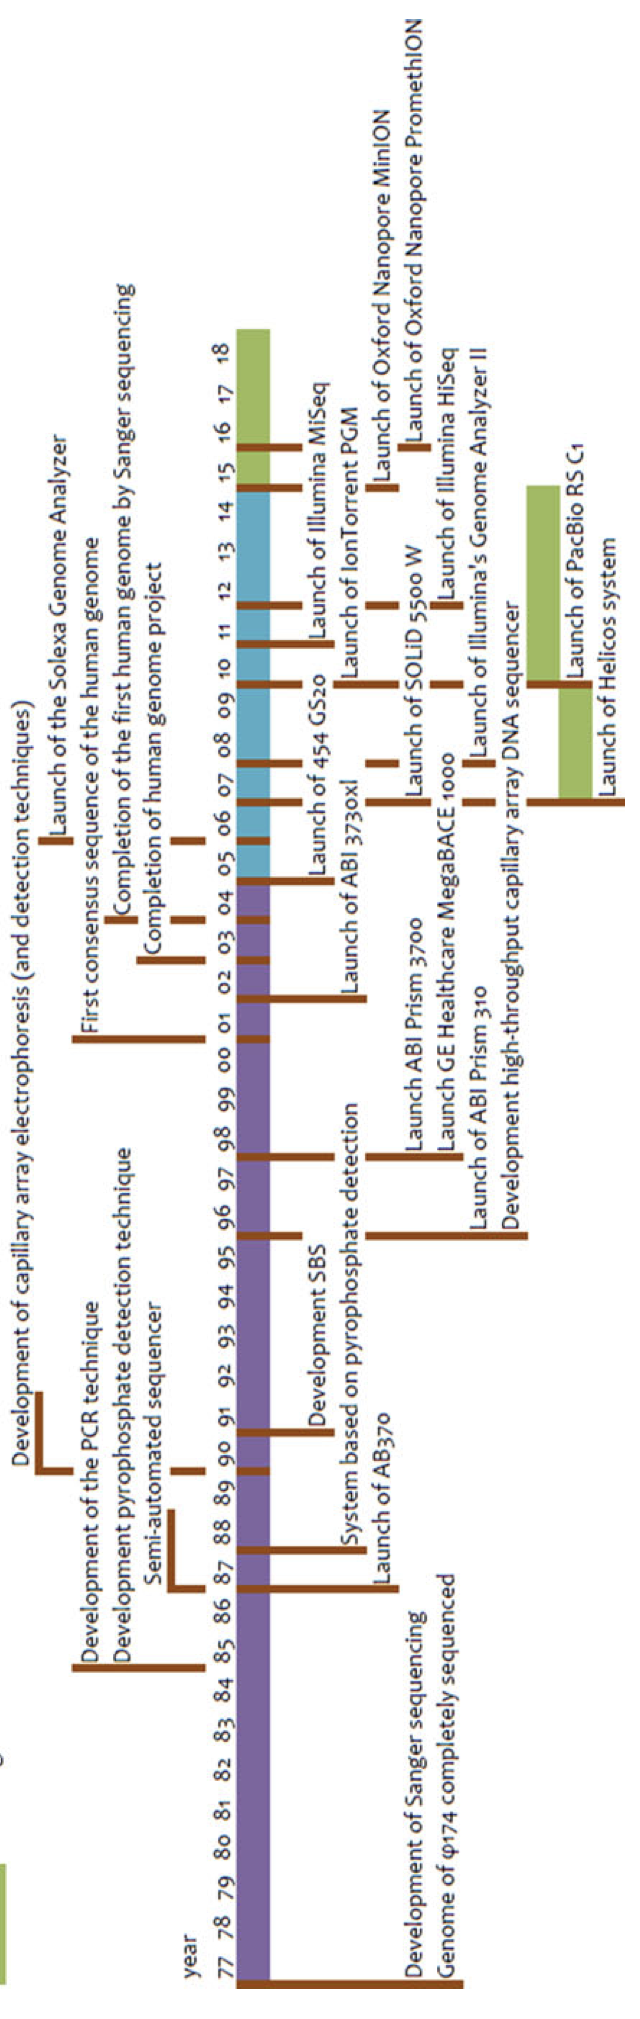 Development of capillary array electrophoresis (and detection techniques)
Launch of the Solexa Genome Analyzer
Development of the PCR technique
First consensus sequence of the human genome
Development pyrophosphate detection technique
Completion of the first human genome by Sanger sequencing
Semi-automated sequencer
Completion of human genome project
year
77 78 79 80 81 82 83 84 85 86 87 88 89 90 91 92 93 94 95 96 97 98 99 00 01 02 03 04 05 06 07 08 09 10 11 12 13 14 15 16 17 18
Development SBS
Launch of 454 GS20
Launch of Illumina MiSeq
System based on pyrophosphate detection
Launch of ABI 3730xl
Launch of IonTorrent PGM
Launch of AB370
Launch of Oxford Nanopore MinION
Development of Sanger sequencing
Launch ABI Prism 3700
Launch of SOLiD 5500 W
Launch of Oxford Nanopore PromethION
Genome of φ174 completely sequenced
Launch GE Healthcare MegaBACE 1000
Launch of Illumina HiSeq
Launch of ABI Prism 310
Launch of Illumina's Genome Analyzer II
Development high-throughput capillary array DNA sequencer
Launch of PacBio RS C1
Launch of Helicos system